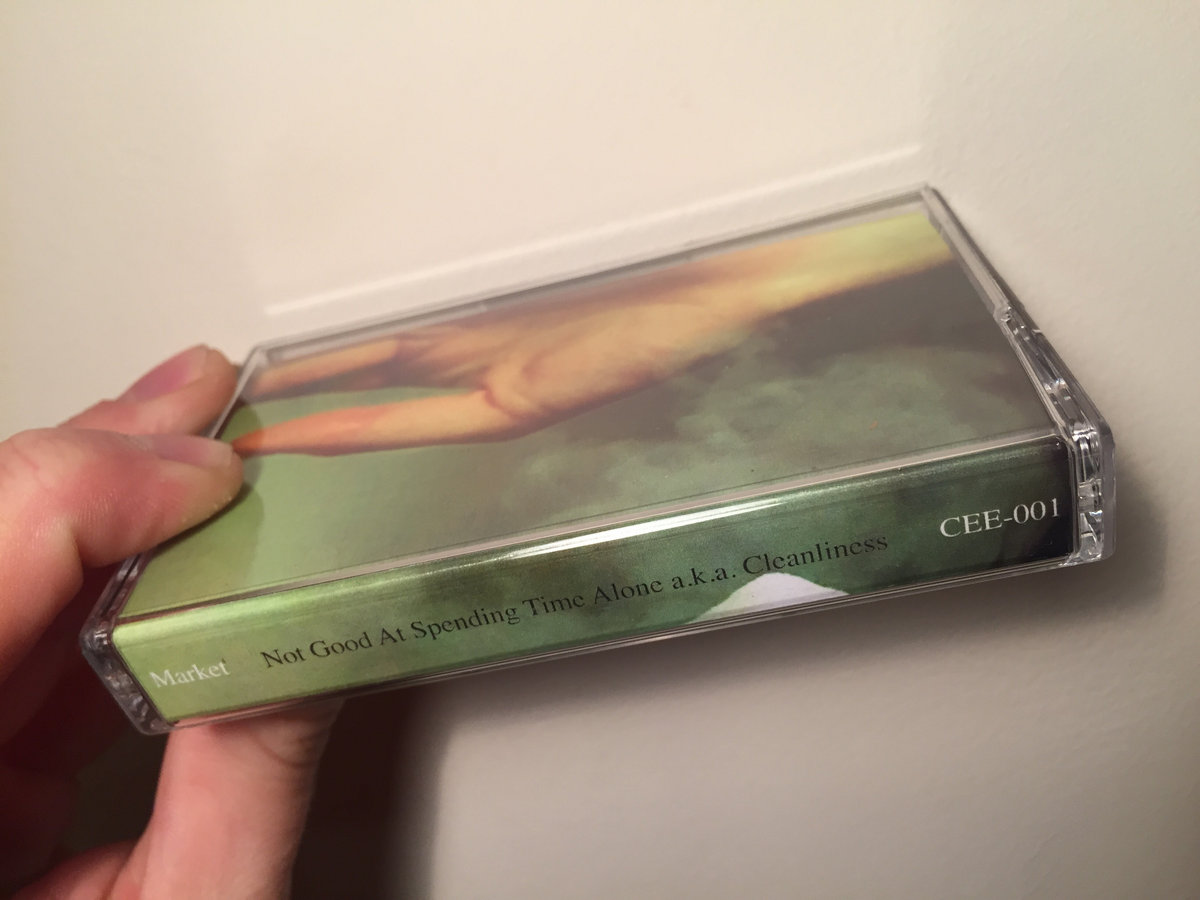 Market Not Good At Spending Time Alone a.k.a. Cleanliness CEE-001